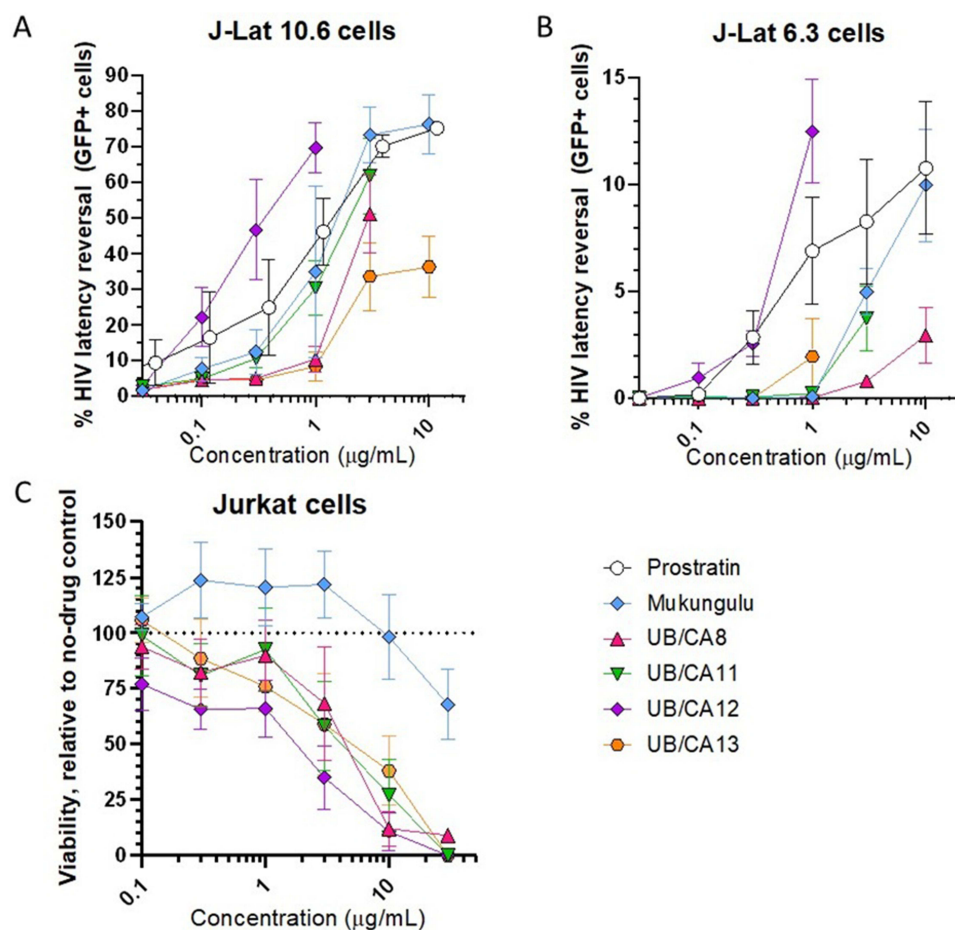 A
J-Lat 10.6 cells
% HIV latency reversal (GFP+ cells)
90
80
70
60
50
40
30
20
10
0
0.1
1
10
Concentration (μg/mL)
B
J-Lat 6.3 cells
% HIV latency reversal (GFP+ cells)
15
10
5
0
0.1
1
10
Concentration (μg/mL)
C
Jurkat cells
Viability, relative to no-drug control
150
125
100
75
50
25
0
0.1
1
10
Concentration (μg/mL)
Prostratin
Mukungulu
UB/CA8
UB/CA11
UB/CA12
UB/CA13